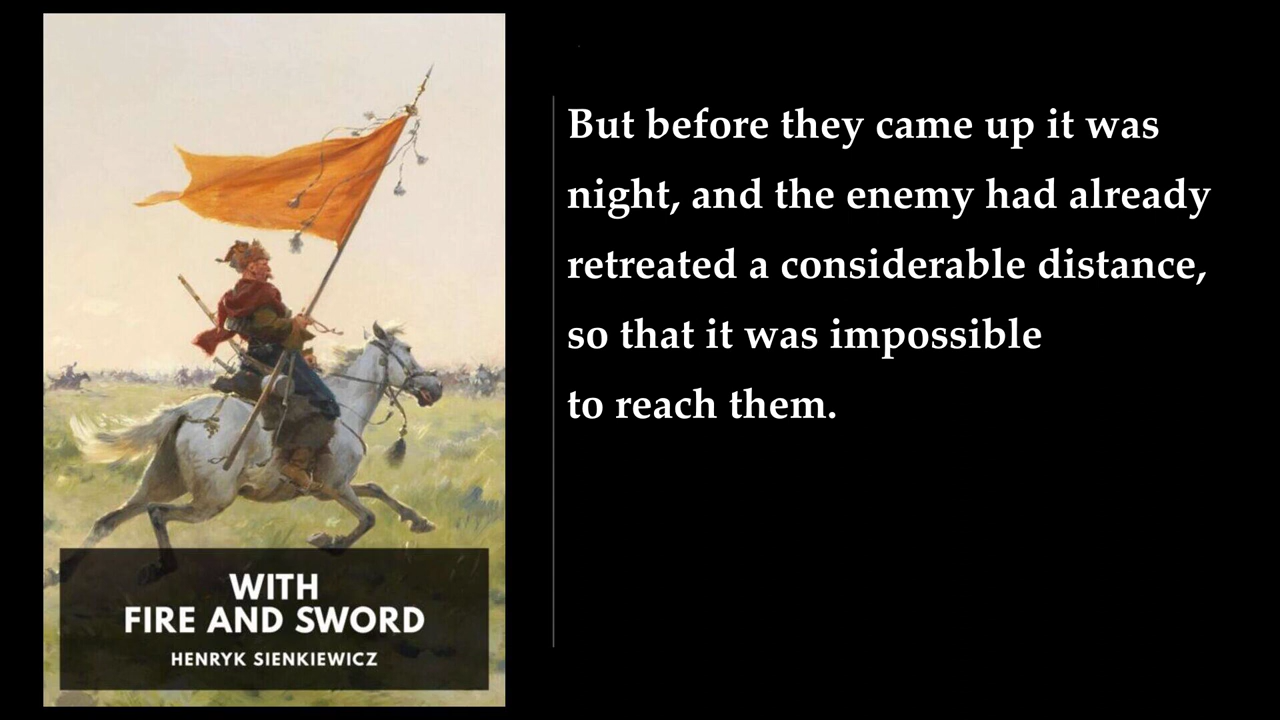 WITH
FIRE AND SWORD
HENRYK SIENKIEWICZ
But before they came up it was
night, and the enemy had already
retreated a considerable distance,
so that it was impossible
to reach them.